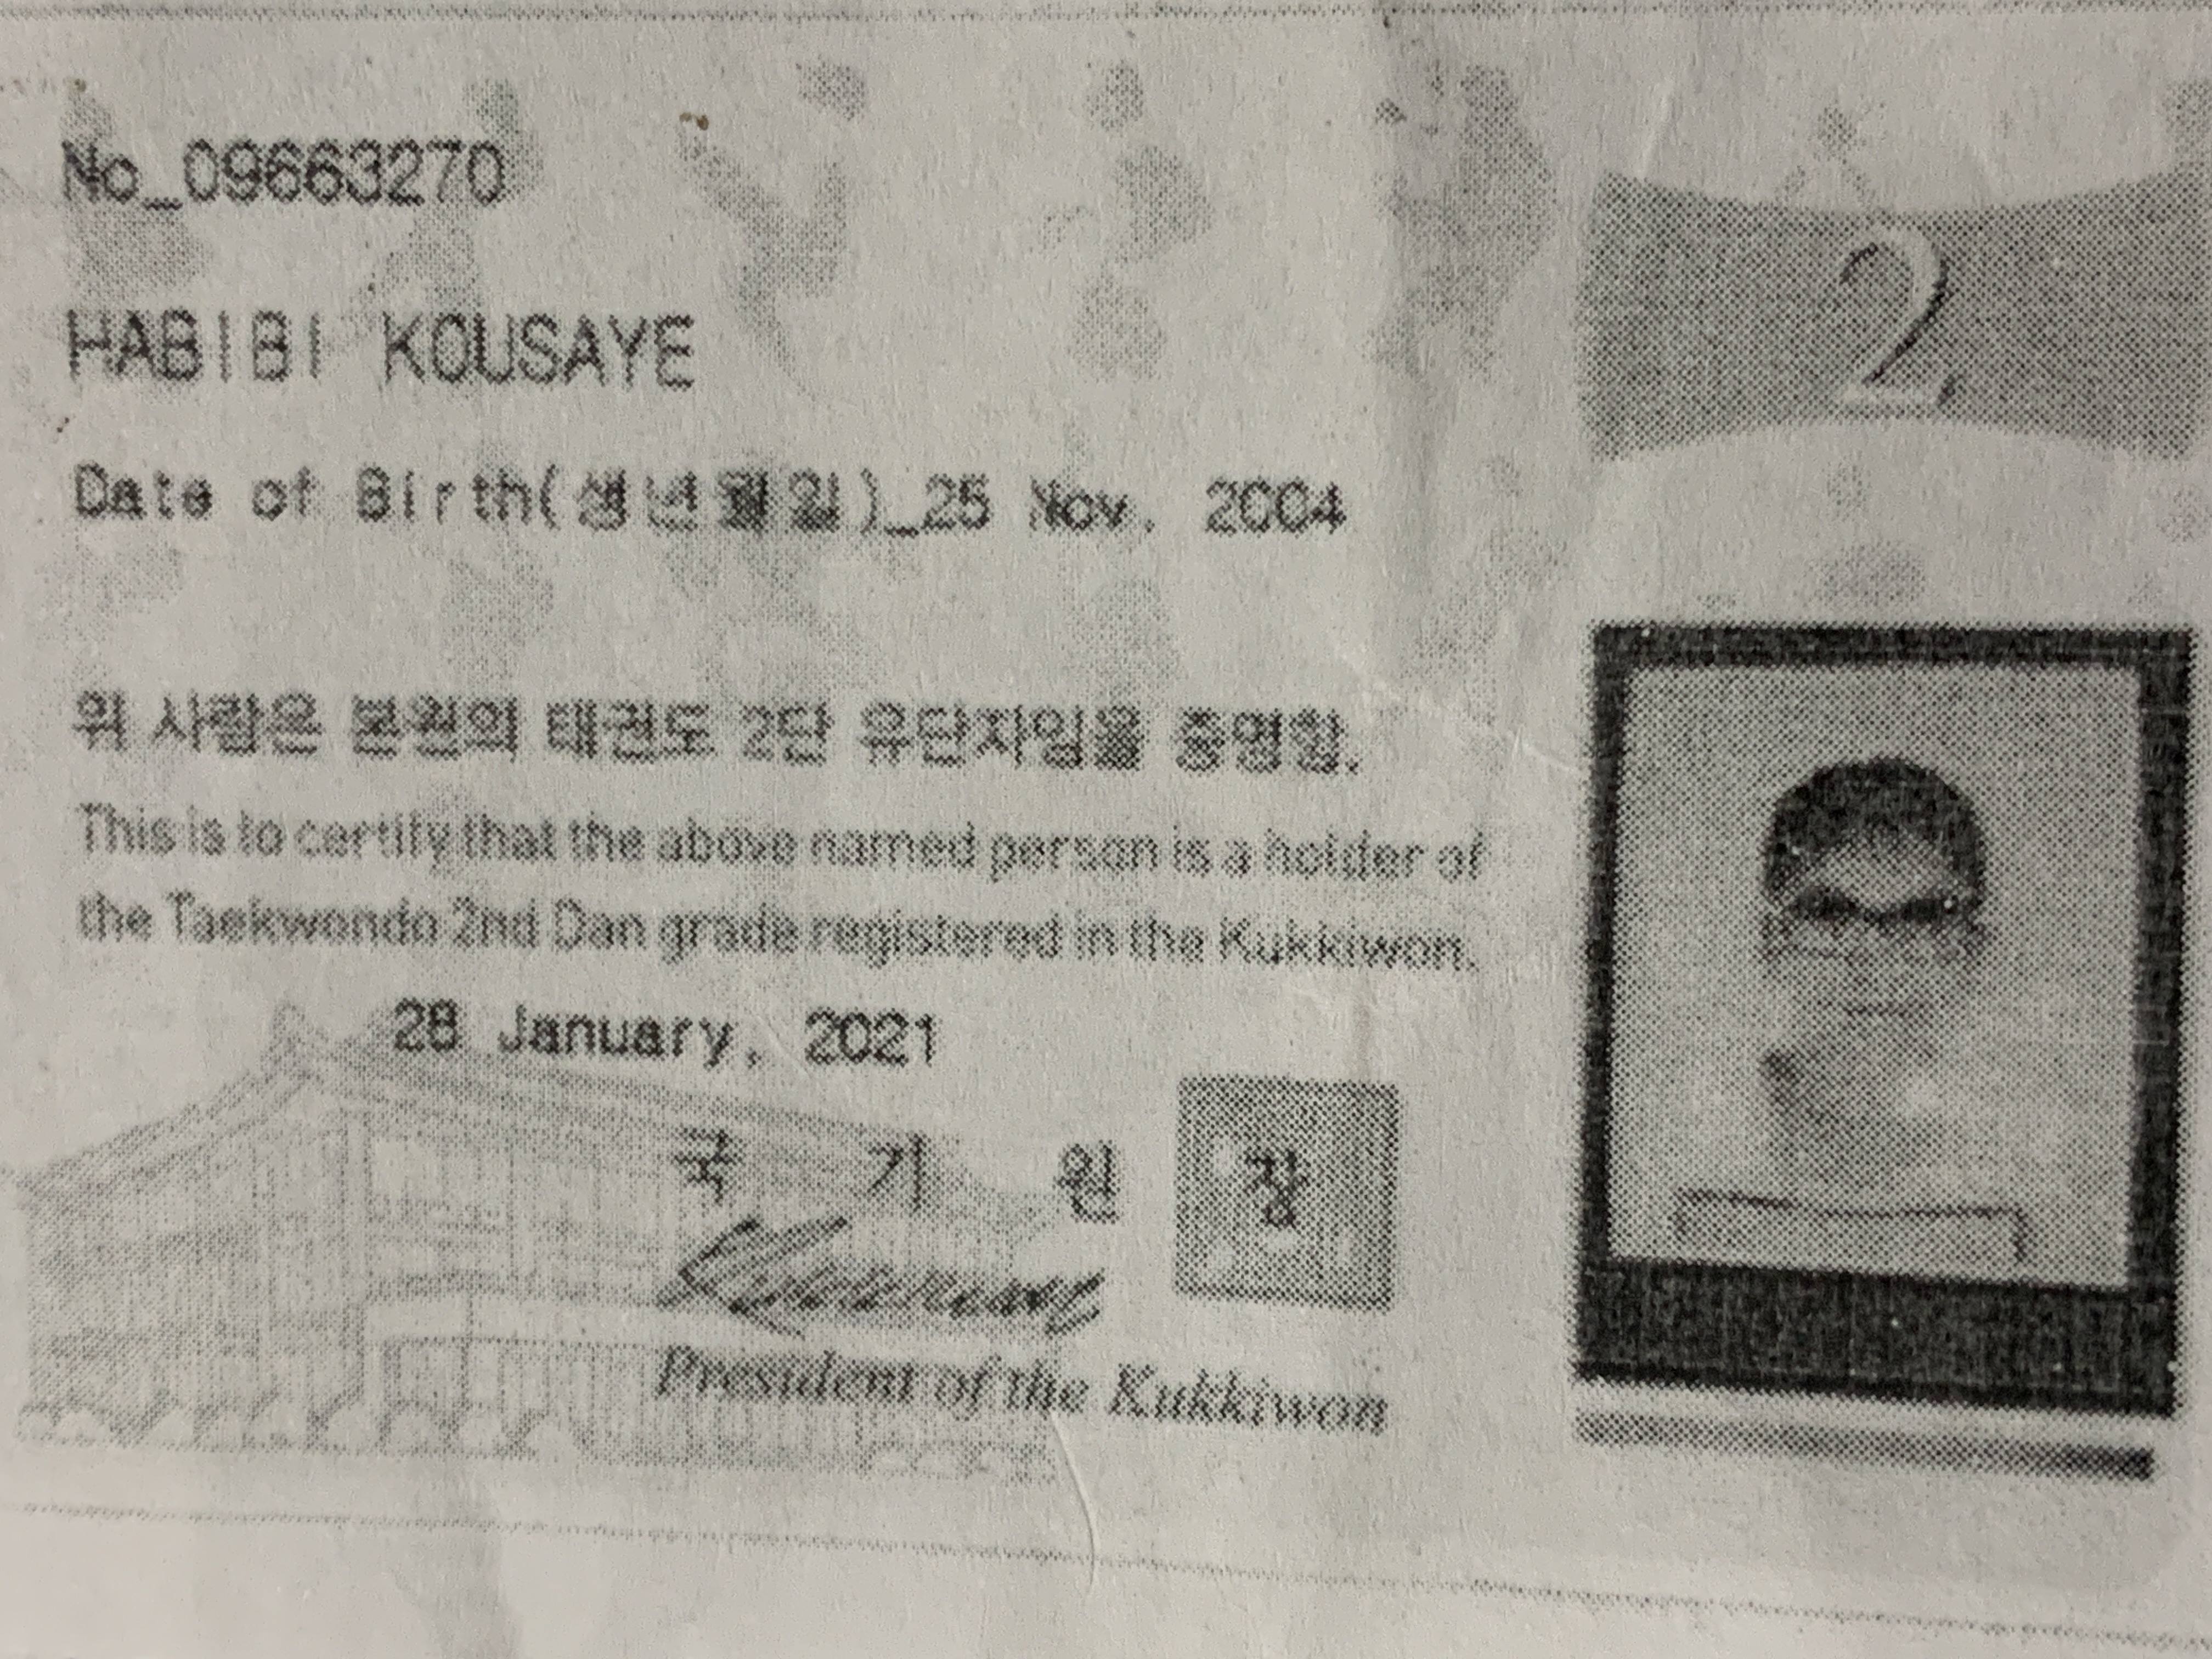 No_09663270
2
HABIBI KOUSAYE
Date of Birth(생년월일)_25 Nov. 2004
위 사람은 본원의 태권도 2단 유단자임을 증명함.
This is to certify that the above named person is a holder of
the Taekwondo 2nd Dan grade registered in the Kukkiwon.
28 January, 2021
국 기 원 장
President of the Kukkiwon